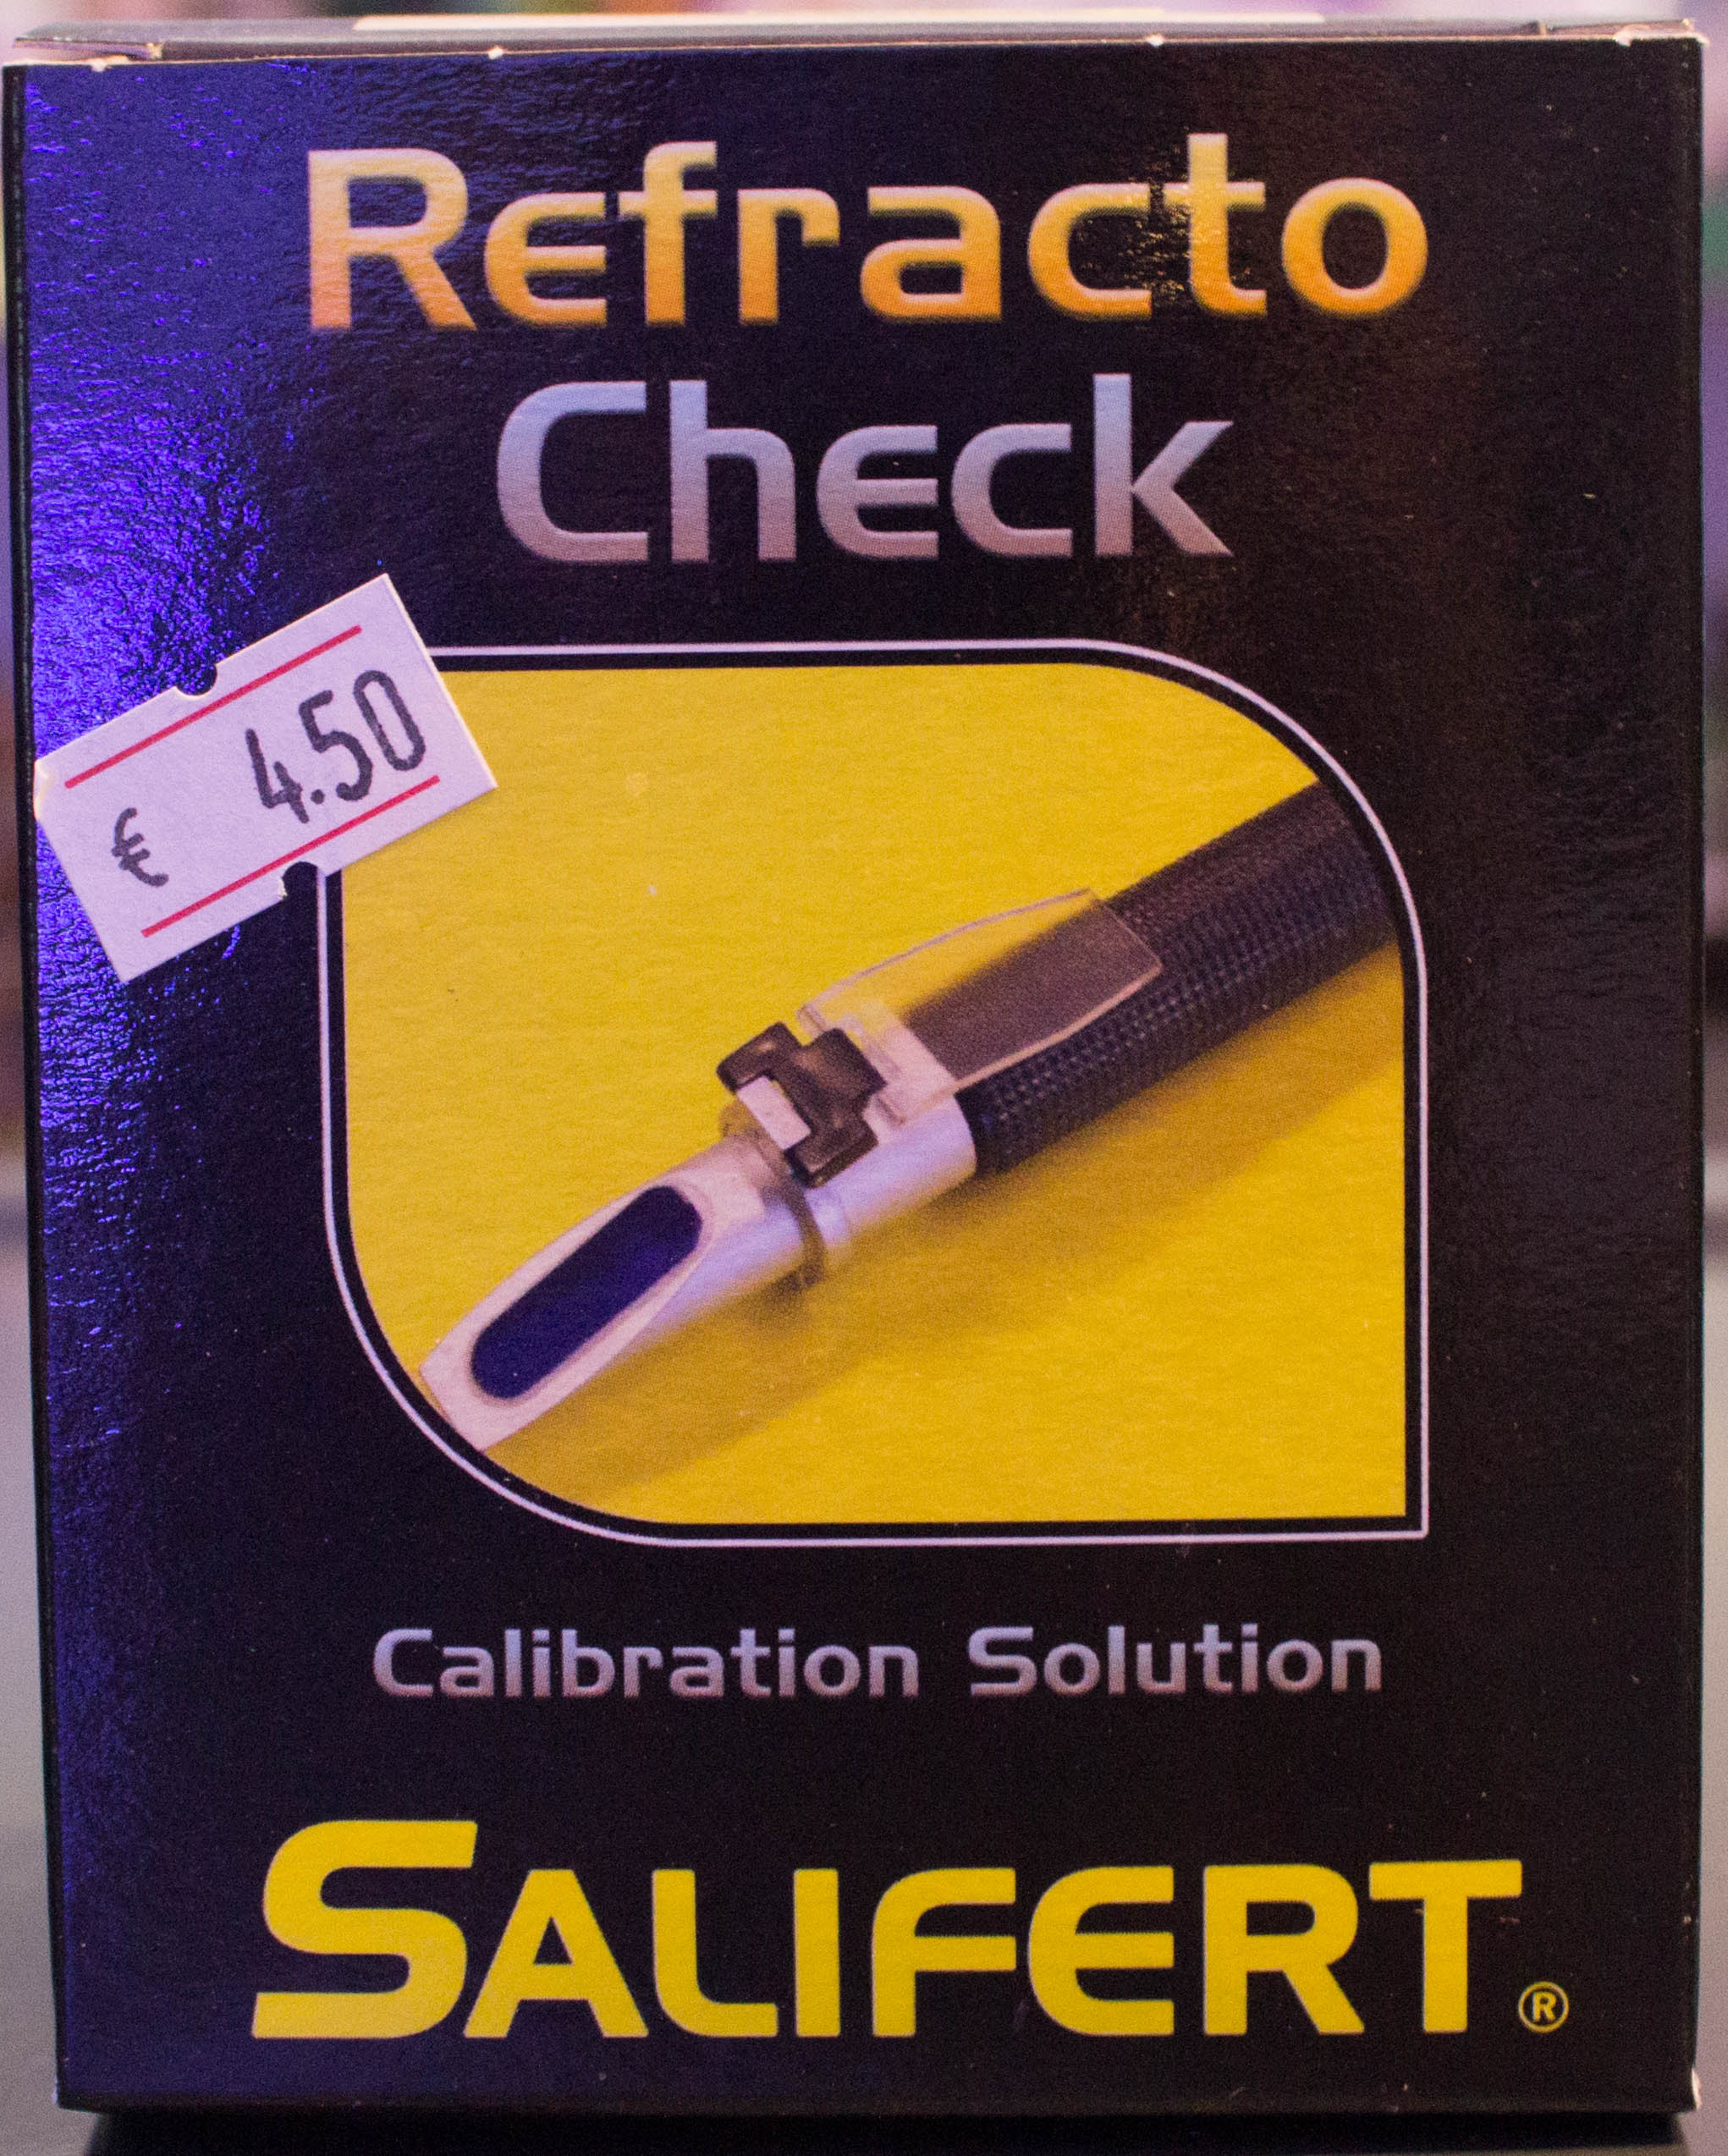 Refracto
Check
€ 4.50
Calibration Solution
SALIFERT®